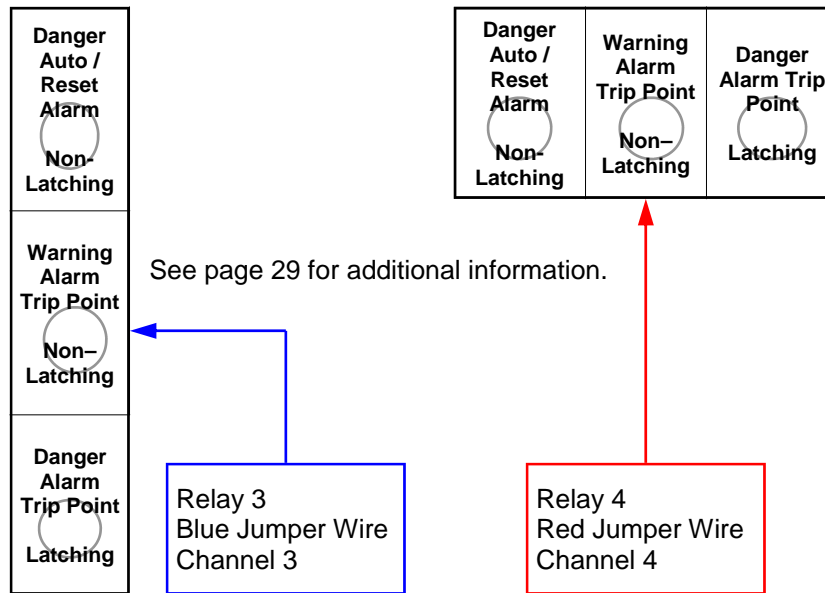 Danger
Auto /
Reset
Alarm
Non-
Latching
Warning
Alarm
Trip Point
Non–
Latching
Danger
Alarm
Trip Point
Latching
Danger
Auto /
Reset
Alarm
Non-
Latching
Warning
Alarm
Trip Point
Non–
Latching
Danger
Alarm Trip
Point
Latching
See page 29 for additional information.
Relay 3
Blue Jumper Wire
Channel 3
Relay 4
Red Jumper Wire
Channel 4